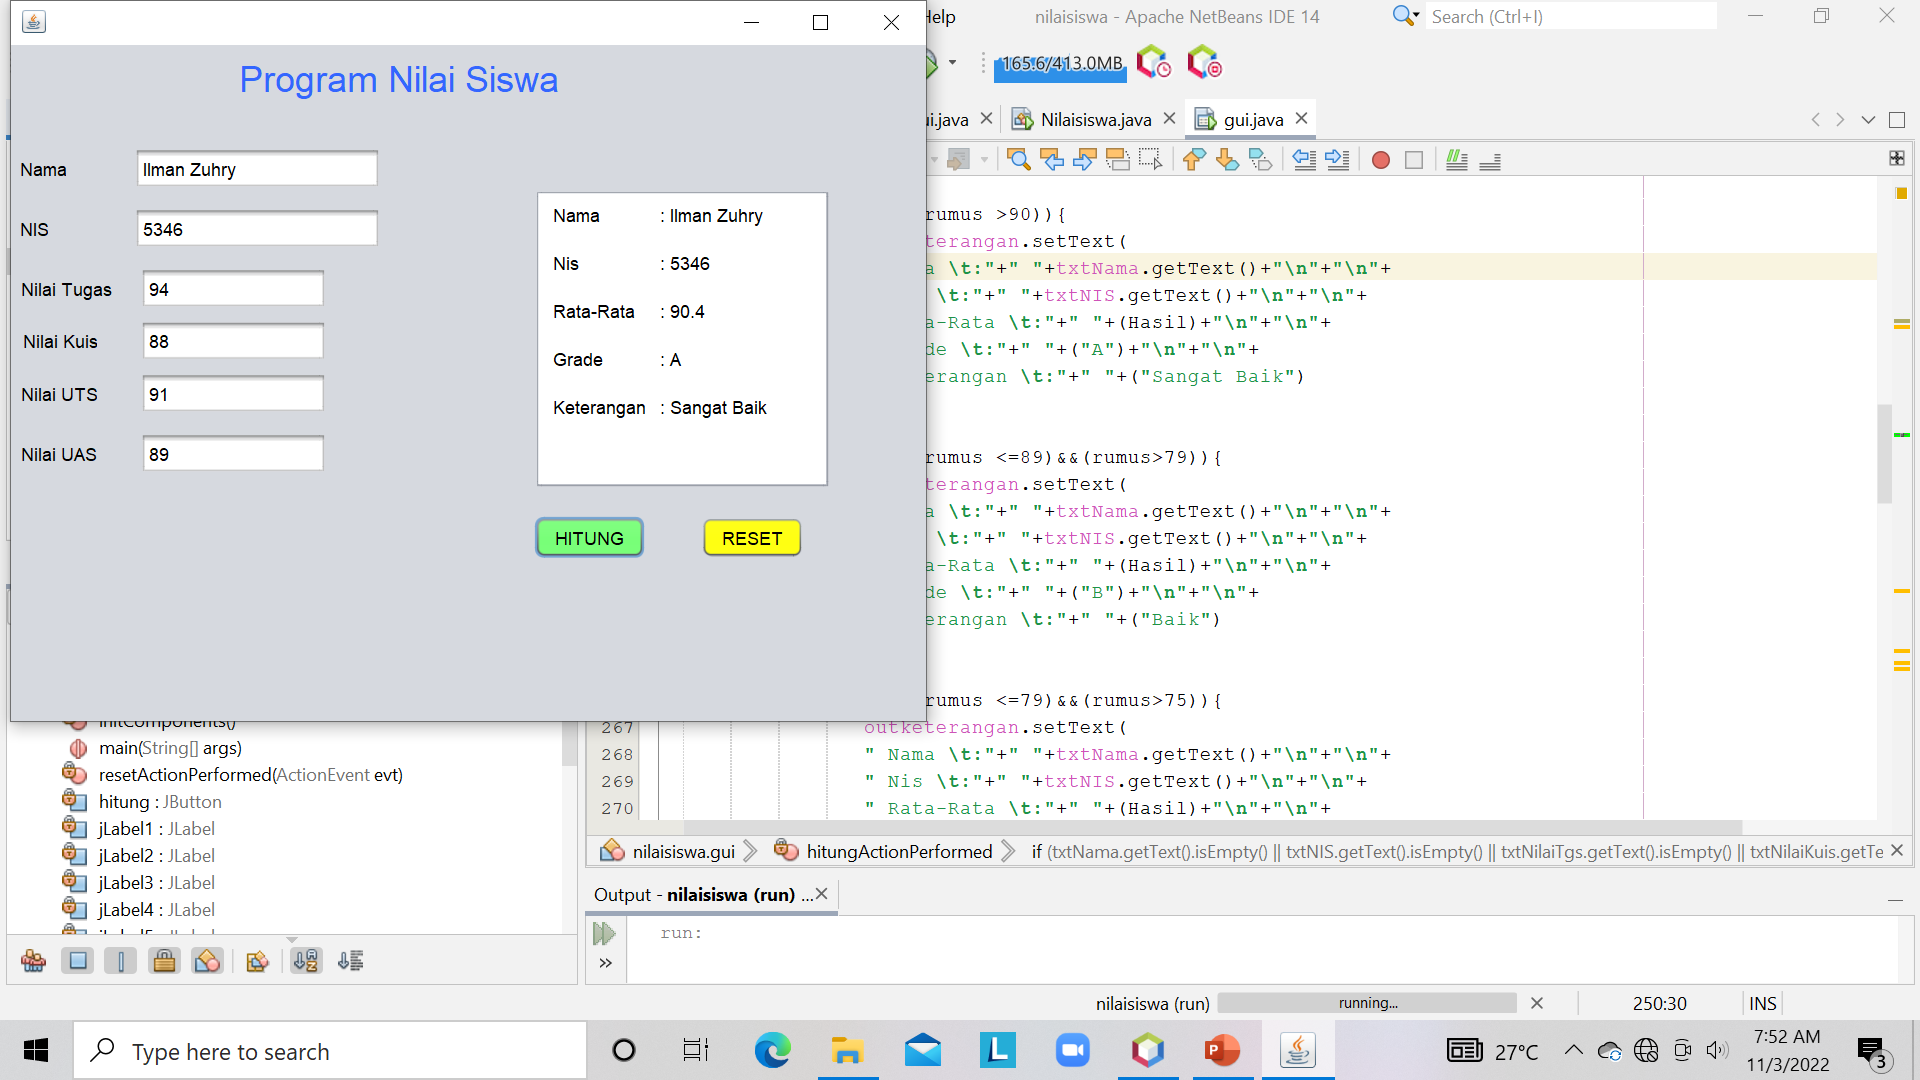 Help
nilaisiswa - Apache NetBeans IDE 14
Search (Ctrl+I)
165.6/413.0MB
ui.java
Nilaisiswa.java
gui.java
Program Nilai Siswa
Nama
Ilman Zuhry
NIS
5346
Nilai Tugas
94
Nilai Kuis
88
Nilai UTS
91
Nilai UAS
89
Nama : Ilman Zuhry
Nis : 5346
Rata-Rata : 90.4
Grade : A
Keterangan : Sangat Baik
HITUNG
RESET
rumus >90)){
terangan.setText(
a \t:"+" "+txtNama.getText()+"\n"+"\n"+
\t:"+" "+txtNIS.getText()+"\n"+"\n"+
a-Rata \t:"+" "+(Hasil)+"\n"+"\n"+
de \t:"+" "+("A")+"\n"+"\n"+
erangan \t:"+" "+("Sangat Baik")
rumus <=89)&&(rumus>79)){
terangan.setText(
a \t:"+" "+txtNama.getText()+"\n"+"\n"+
\t:"+" "+txtNIS.getText()+"\n"+"\n"+
a-Rata \t:"+" "+(Hasil)+"\n"+"\n"+
de \t:"+" "+("B")+"\n"+"\n"+
erangan \t:"+" "+("Baik")
rumus <=79)&&(rumus>75)){
267 outketerangan.setText(
268 " Nama \t:"+" "+txtNama.getText()+"\n"+"\n"+
269 " Nis \t:"+" "+txtNIS.getText()+"\n"+"\n"+
270 " Rata-Rata \t:"+" "+(Hasil)+"\n"+"\n"+
initComponents()
main(String[] args)
resetActionPerformed(ActionEvent evt)
hitung : JButton
jLabel1 : JLabel
jLabel2 : JLabel
jLabel3 : JLabel
jLabel4 : JLabel
nilaisiswa.gui
hitungActionPerformed
if (txtNama.getText().isEmpty() || txtNIS.getText().isEmpty() || txtNilaiTgs.getText().isEmpty() || txtNilaiKuis.getTe
Output - nilaisiswa (run) ...
run:
nilaisiswa (run)
running...
250:30
INS
Type here to search
27°C
7:52 AM
11/3/2022
3